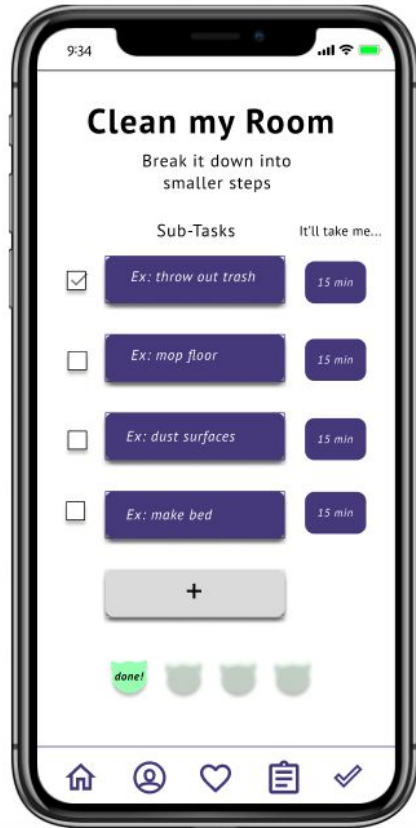 9:34
Clean my Room
Break it down into
smaller steps
Sub-Tasks It'll take me...
Ex: throw out trash 15 min
Ex: mop floor 15 min
Ex: dust surfaces 15 min
Ex: make bed 15 min
+
done!